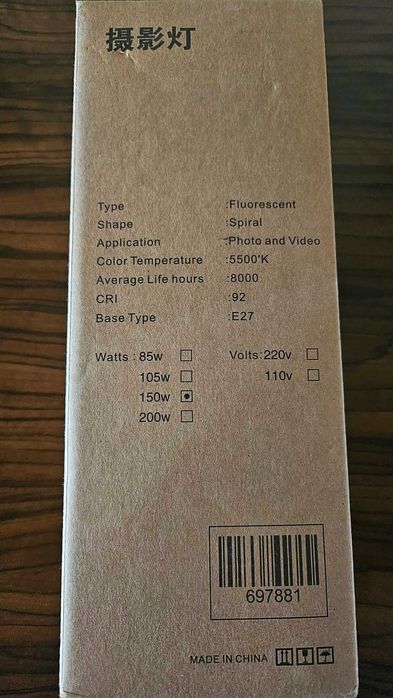 摄影灯
Type :Fluorescent
Shape :Spiral
Application :Photo and Video
Color Temperature :5500'K
Average Life hours :8000
CRI :92
Base Type :E27
Watts : 85w □ Volts:220v □
105w □ 110v □
150w ▣
200w □
697881
MADE IN CHINA